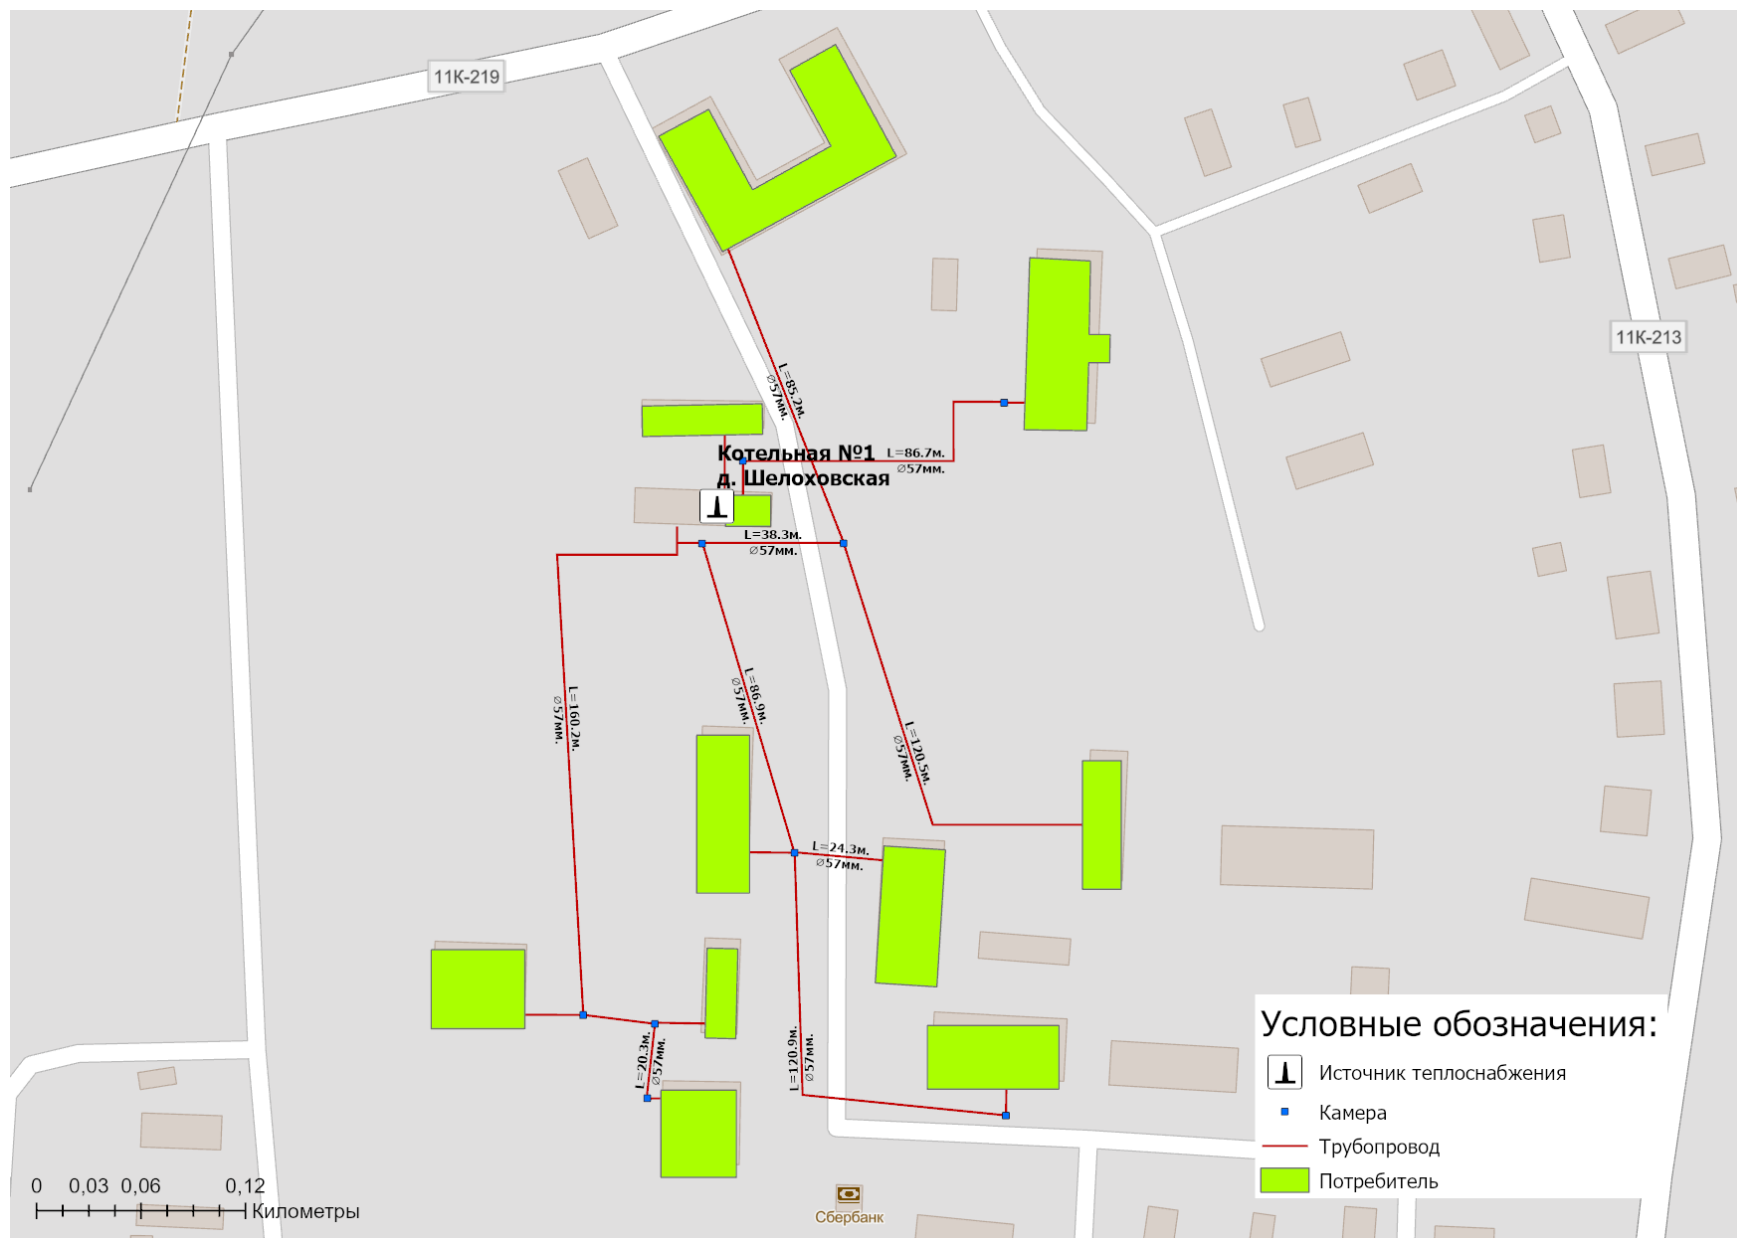 11К-219
11К-213
L=85.2м.
∅57мм.
Котельная №1
д. Шелоховская
L=86.7м.
∅57мм.
L=38.3м.
∅57мм.
L=86.9м.
∅57мм.
L=160.2м.
∅57мм.
L=120.5м.
∅57мм.
L=24.3м.
∅57мм.
L=20.3м.
∅57мм.
L=120.9м.
∅57мм.
Условные обозначения:
Источник теплоснабжения
Камера
Трубопровод
Потребитель
0 0,03 0,06 0,12
Километры
Сбербанк